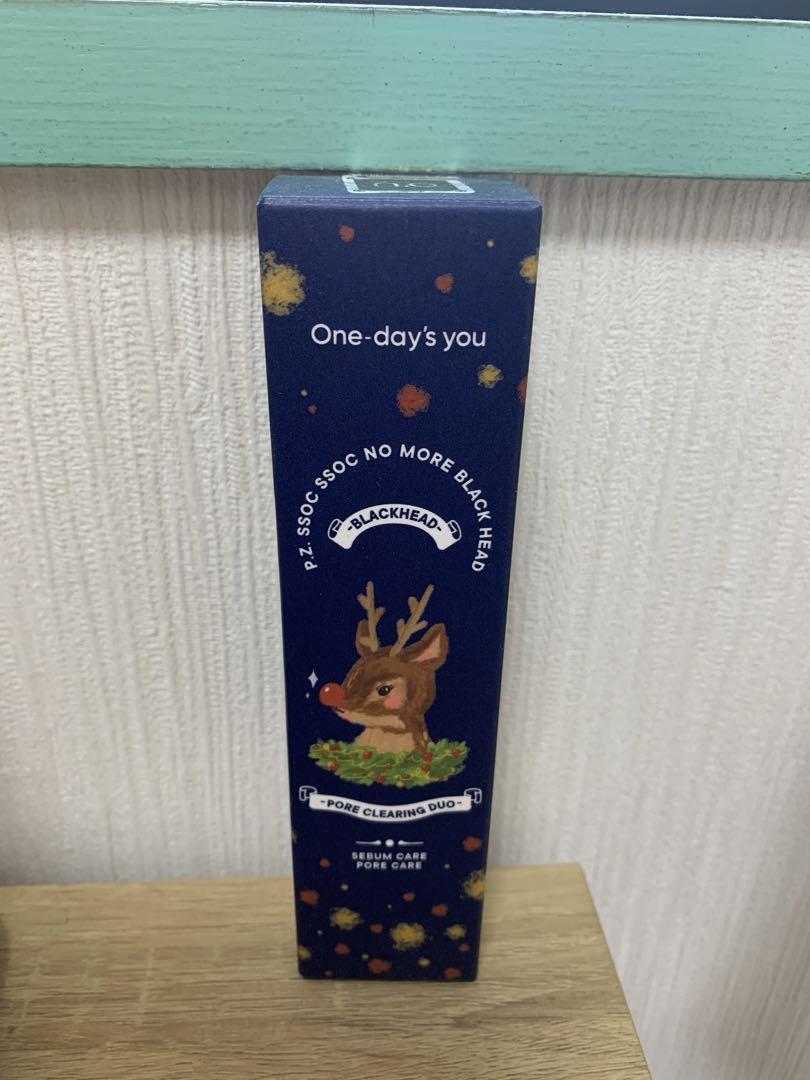 One-day's you
P.Z. SSOC SSOC NO MORE BLACK HEAD
-BLACKHEAD-
-PORE CLEARING DUO-
SEBUM CARE
PORE CARE